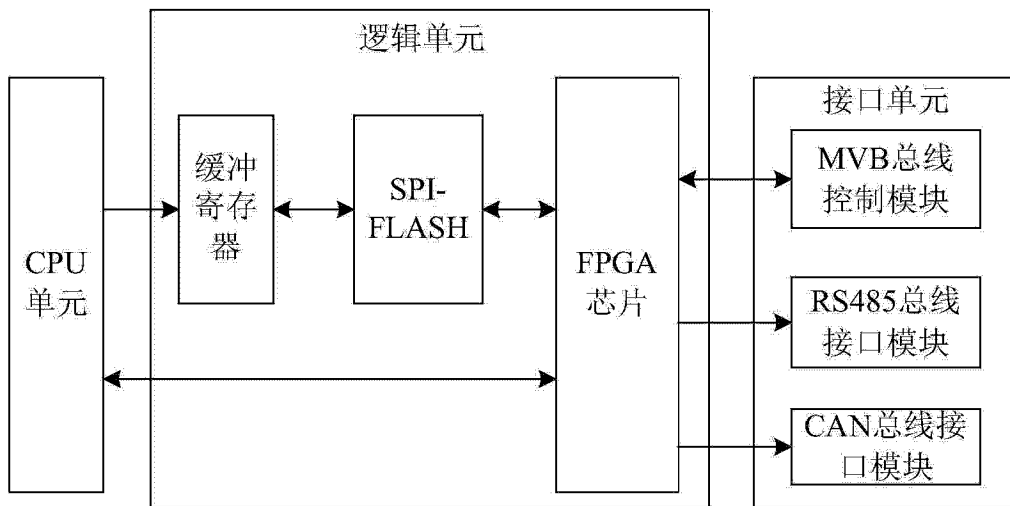 逻辑单元
接口单元
CPU
单元
缓冲
寄存
器
SPI-
FLASH
FPGA
芯片
MVB总线
控制模块
RS485总线
接口模块
CAN总线接
口模块